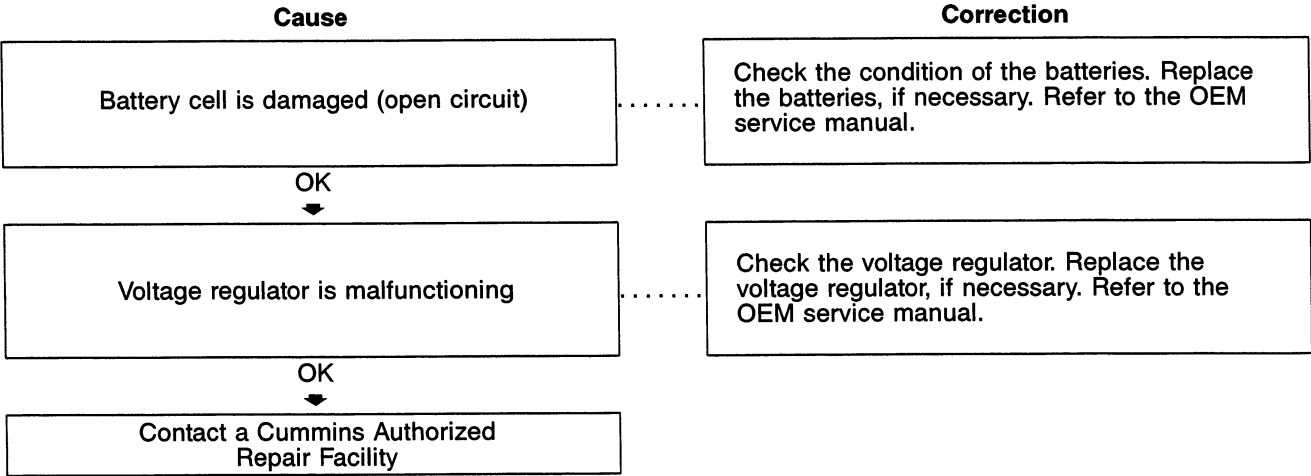 Cause
Correction
Battery cell is damaged (open circuit)
Check the condition of the batteries. Replace
the batteries, if necessary. Refer to the OEM
service manual.
OK
Voltage regulator is malfunctioning
Check the voltage regulator. Replace the
voltage regulator, if necessary. Refer to the
OEM service manual.
OK
Contact a Cummins Authorized
Repair Facility